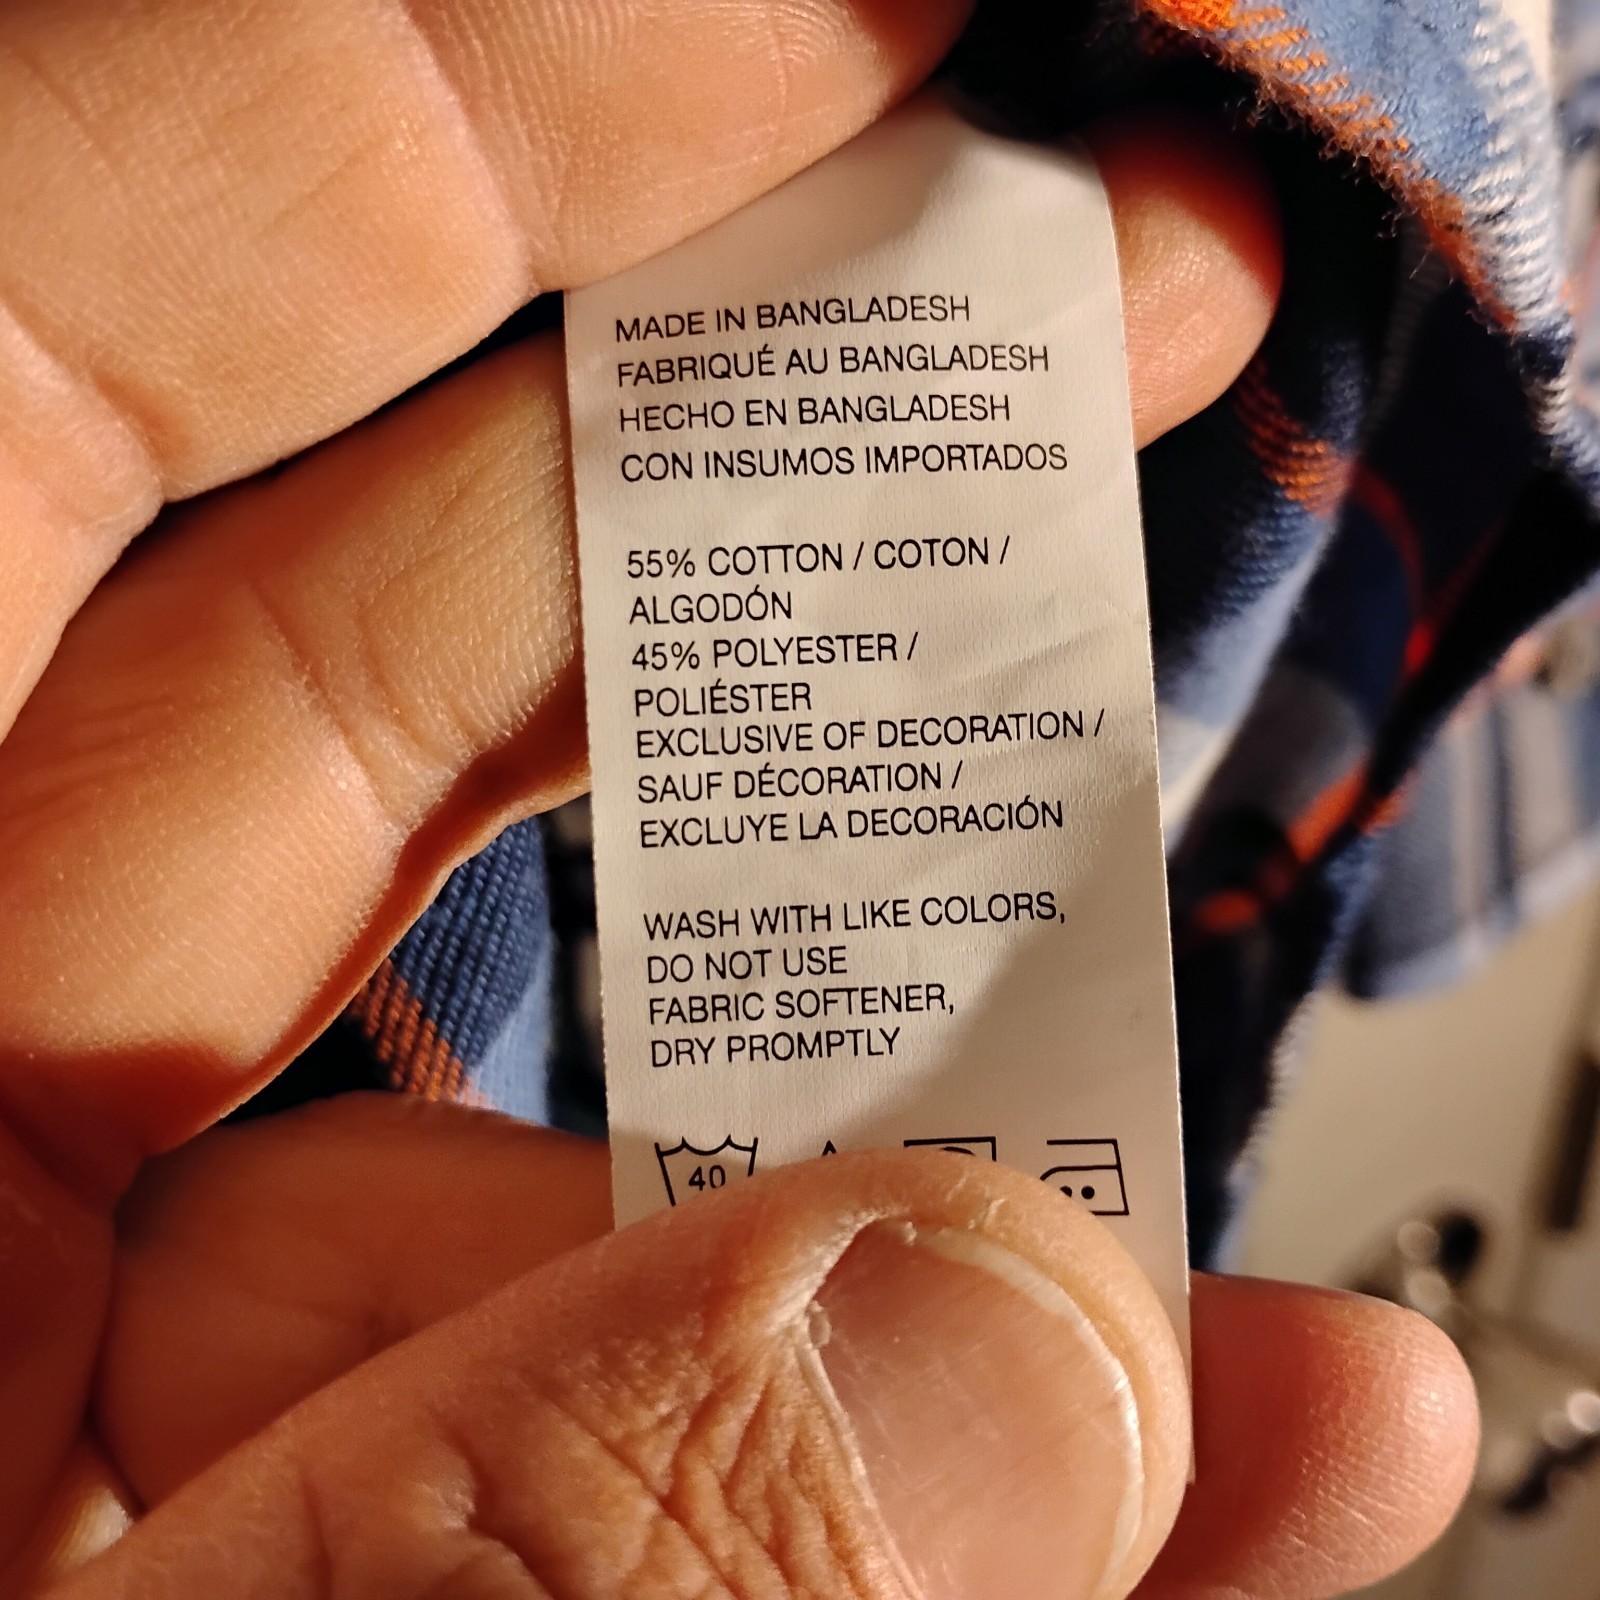 MADE IN BANGLADESH
FABRIQUÉ AU BANGLADESH
HECHO EN BANGLADESH
CON INSUMOS IMPORTADOS
55% COTTON / COTON /
ALGODÓN
45% POLYESTER /
POLIÉSTER
EXCLUSIVE OF DECORATION /
SAUF DÉCORATION /
EXCLUYE LA DECORACIÓN
WASH WITH LIKE COLORS,
DO NOT USE
FABRIC SOFTENER,
DRY PROMPTLY
40